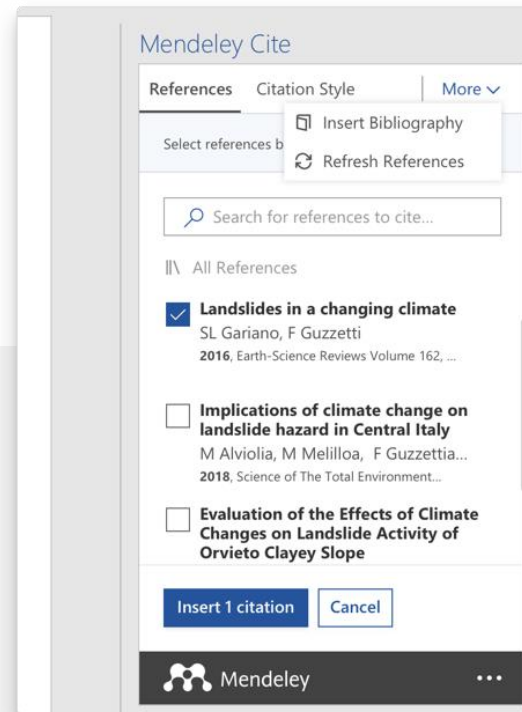 Mendeley Cite
References Citation Style More
Insert Bibliography
Select references b
Refresh References
Search for references to cite...
All References
Landslides in a changing climate
SL Gariano, F Guzzetti
2016, Earth-Science Reviews Volume 162, ...
Implications of climate change on
landslide hazard in Central Italy
M Alviolia, M Melilloa, F Guzzettia...
2018, Science of The Total Environment...
Evaluation of the Effects of Climate
Changes on Landslide Activity of
Orvieto Clayey Slope
Insert 1 citation Cancel
Mendeley